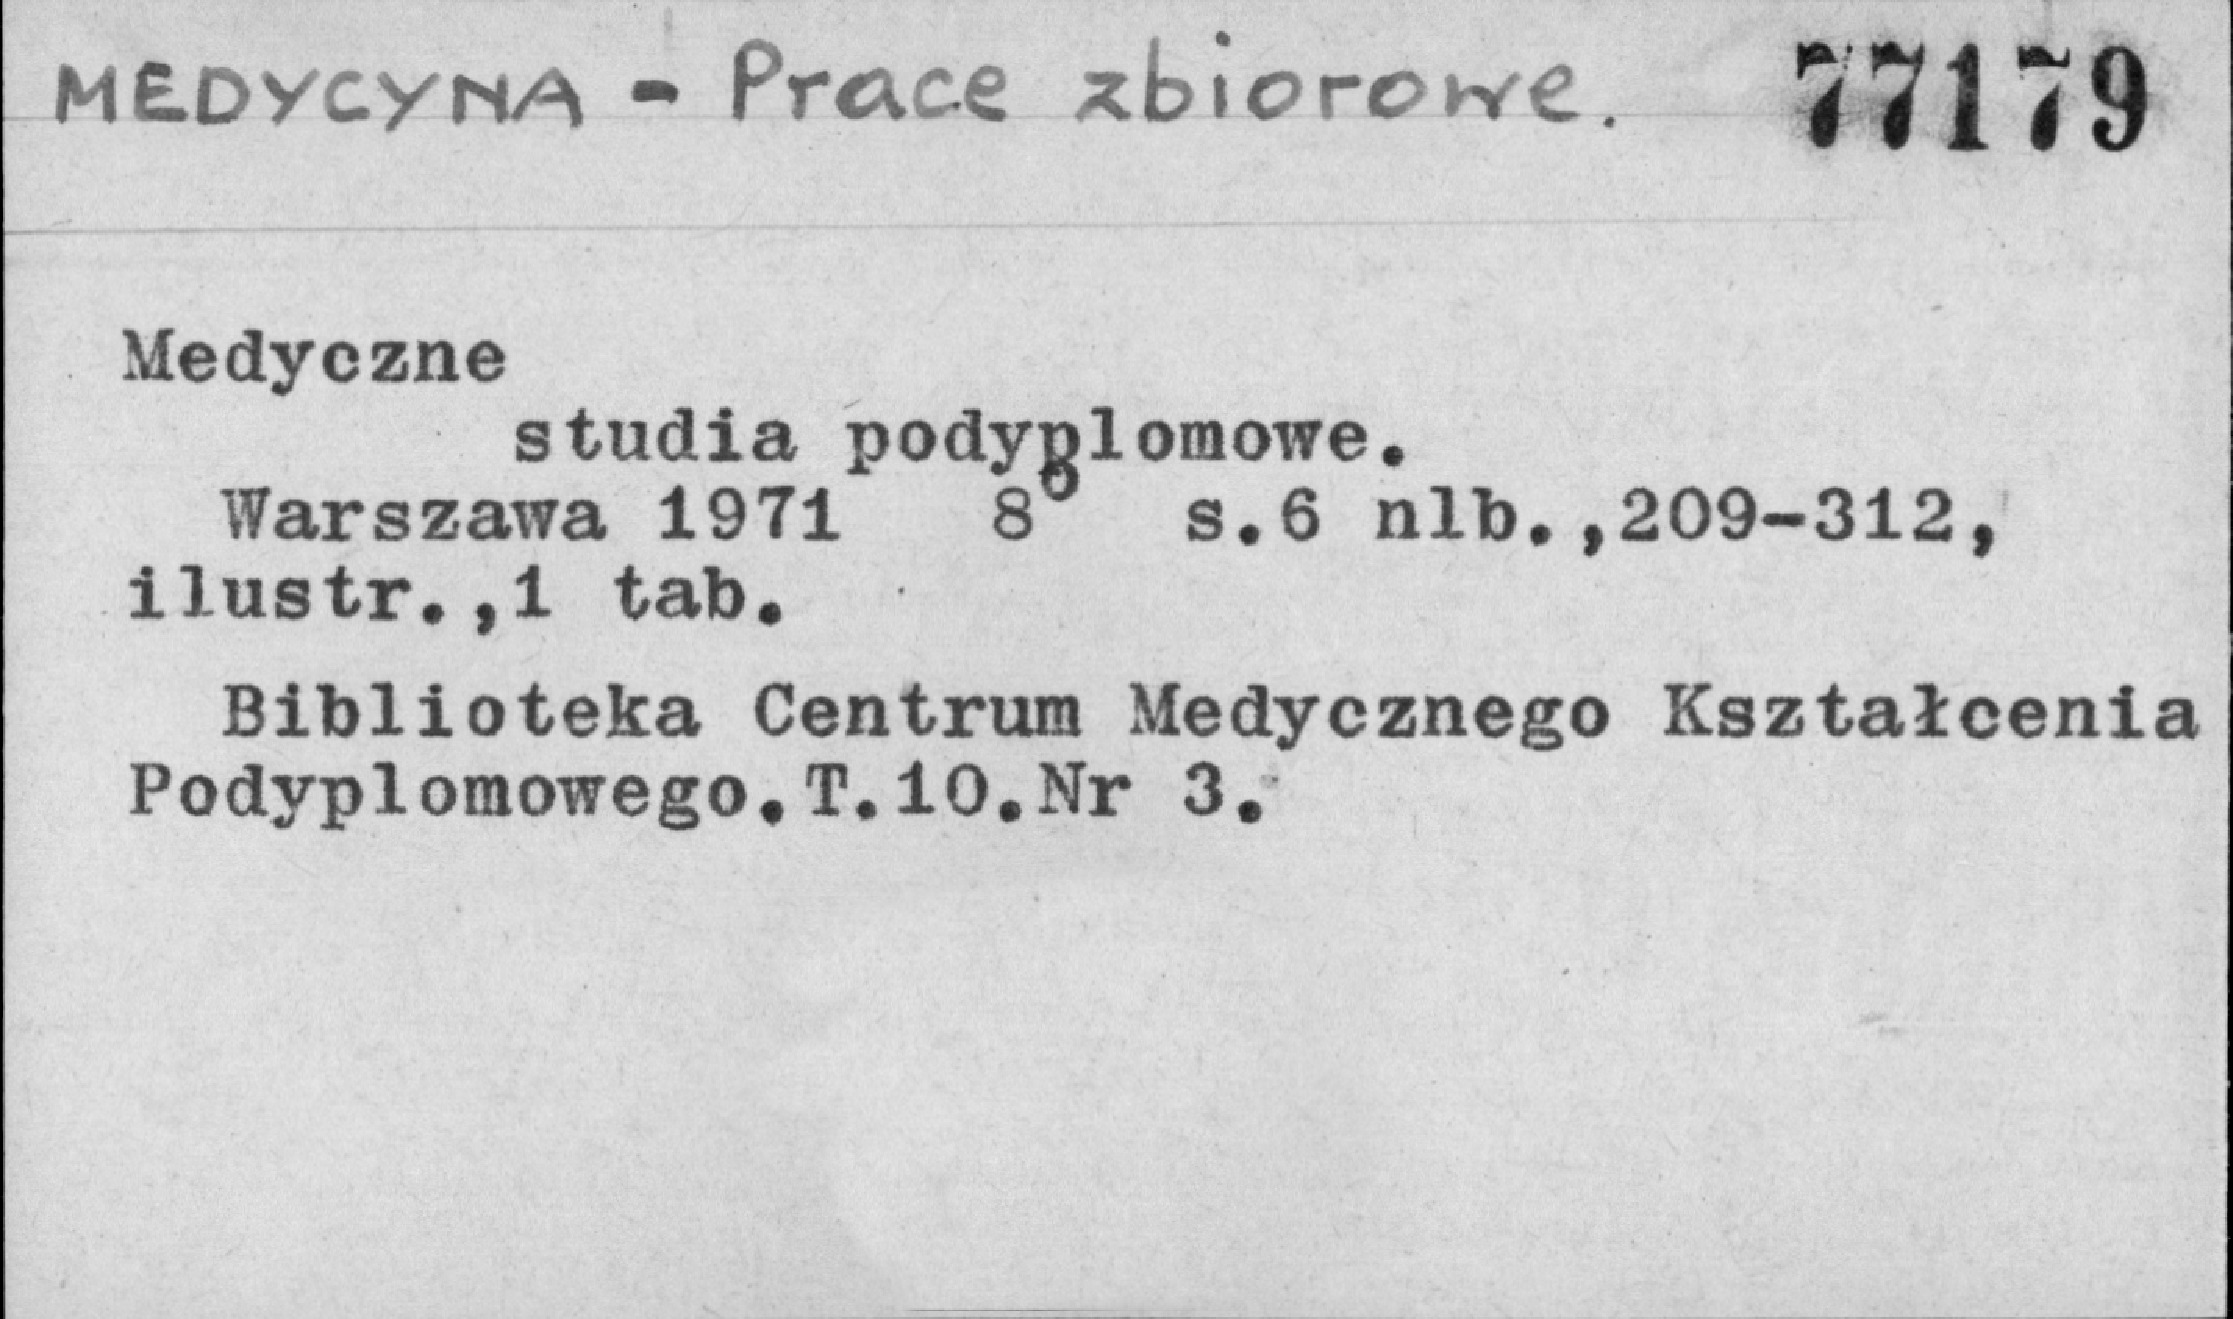 MEDYCYNA - Prace zbiorowe. 77179
Medyczne
studia podyplomowe.
Warszawa 1971 8° s.6 nlb.,209-312,
ilustr.,1 tab.
Biblioteka Centrum Medycznego Kształcenia
Podyplomowego.T.10.Nr 3.